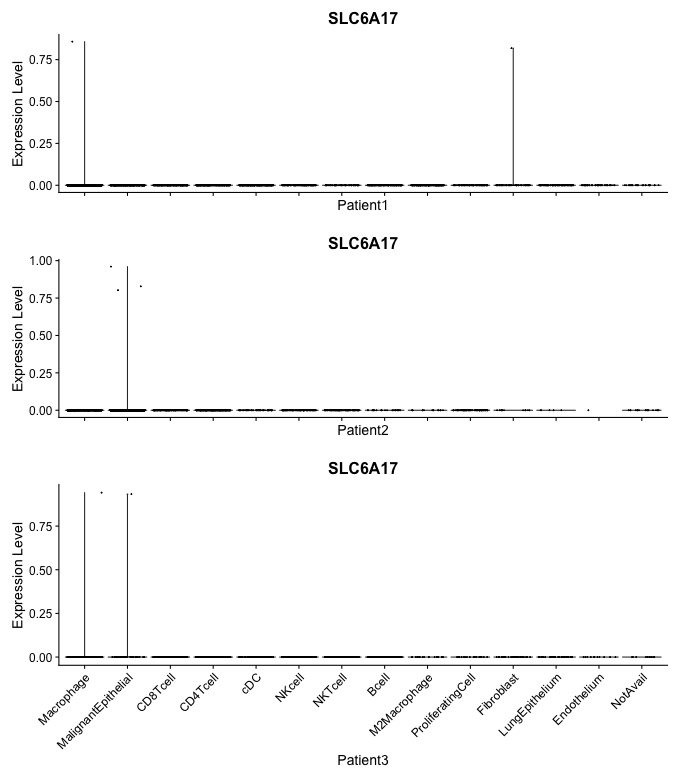 SLC6A17
Expression Level
0.75
0.50
0.25
0.00
Patient1
SLC6A17
Expression Level
1.00
0.75
0.50
0.25
0.00
Patient2
SLC6A17
Expression Level
0.75
0.50
0.25
0.00
Macrophage
MalignantEpithelial
CD8Tcell
CD4Tcell
cDC
NKcell
NKTcell
Bcell
M2Macrophage
ProliferatingCell
Fibroblast
LungEpithelium
Endothelium
NotAvail
Patient3